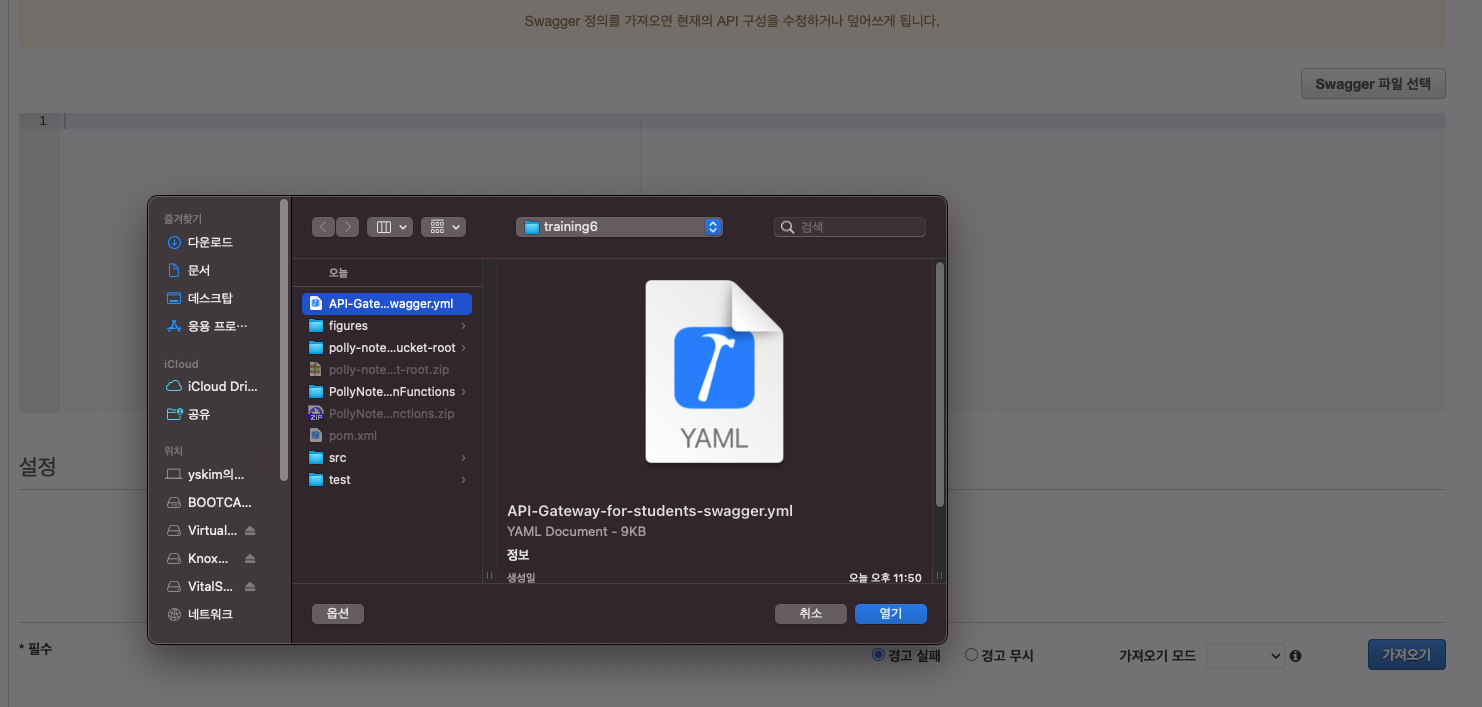 Swagger 정의를 가져오면 현재의 API 구성을 수정하거나 덮어쓰게 됩니다.
Swagger 파일 선택
1
즐겨찾기
다운로드
문서
데스크탑
응용 프로…
iCloud
iCloud Dri...
공유
위치
yskim의...
BOOTCA...
Virtual...
Knox...
VitalS...
네트워크
training6
검색
오늘
API-Gate...wagger.yml
figures
polly-note...ucket-root
polly-note...t-root.zip
PollyNote...nFunctions
PollyNote...nctions.zip
pom.xml
src
test
YAML
API-Gateway-for-students-swagger.yml
YAML Document - 9KB
정보
생성일 오늘 오후 11:50
옵션
취소
열기
설정
* 필수
경고 실패
경고 무시
가져오기 모드
가져오기